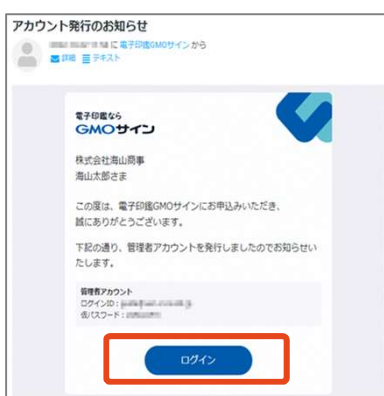 アカウント発行のお知らせ
に 電子印鑑GMOサイン から
詳細 テキスト
電子印鑑なら
GMOサイン
株式会社海山商事
海山太郎さま
この度は、電子印鑑GMOサインにお申込みいただき、
誠にありがとうございます。
下記の通り、管理者アカウントを発行しましたのでお知らせい
たします。
管理者アカウント
ログインID：
仮パスワード：
ログイン